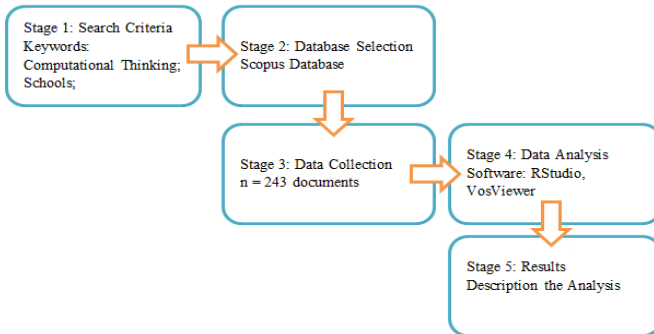 Stage 1: Search Criteria
Keywords:
Computational Thinking;
Schools;
Stage 2: Database Selection
Scopus Database
Stage 3: Data Collection
n = 243 documents
Stage 4: Data Analysis
Software: RStudio,
VosViewer
Stage 5: Results
Description the Analysis